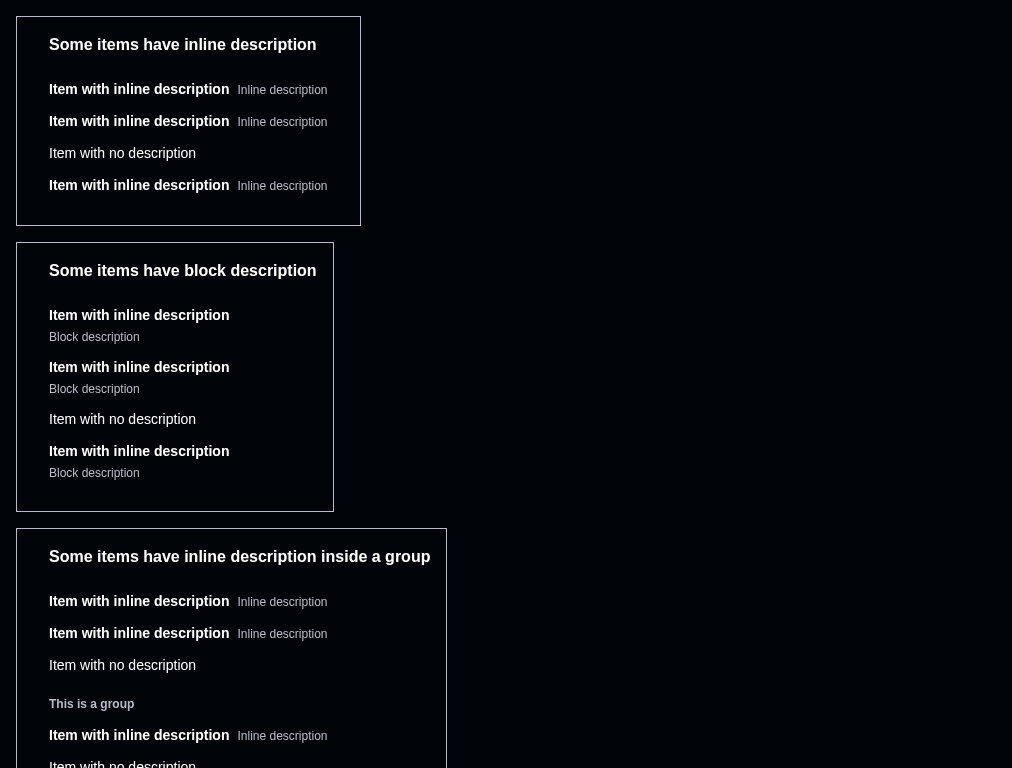 Some items have inline description
Item with inline description Inline description
Item with inline description Inline description
Item with no description
Item with inline description Inline description
Some items have block description
Item with inline description
Block description
Item with inline description
Block description
Item with no description
Item with inline description
Block description
Some items have inline description inside a group
Item with inline description Inline description
Item with inline description Inline description
Item with no description
This is a group
Item with inline description Inline description
Item with no description